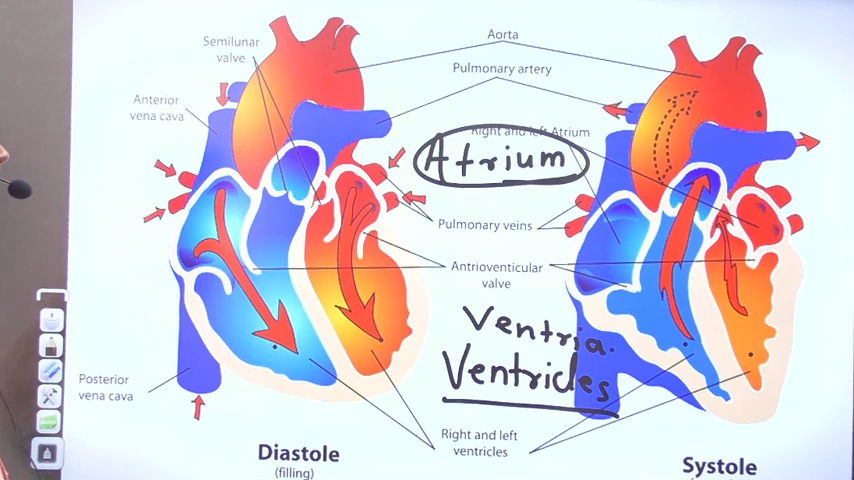 Aorta
Semilunar
valve
Pulmonary artery
Anterior
vena cava
Right and left Atrium
Atrium
Pulmonary veins
Antrioventicular
valve
Ventria.
Ventricles
Posterior
vena cava
Right and left
ventricles
Diastole
(filling)
Systole